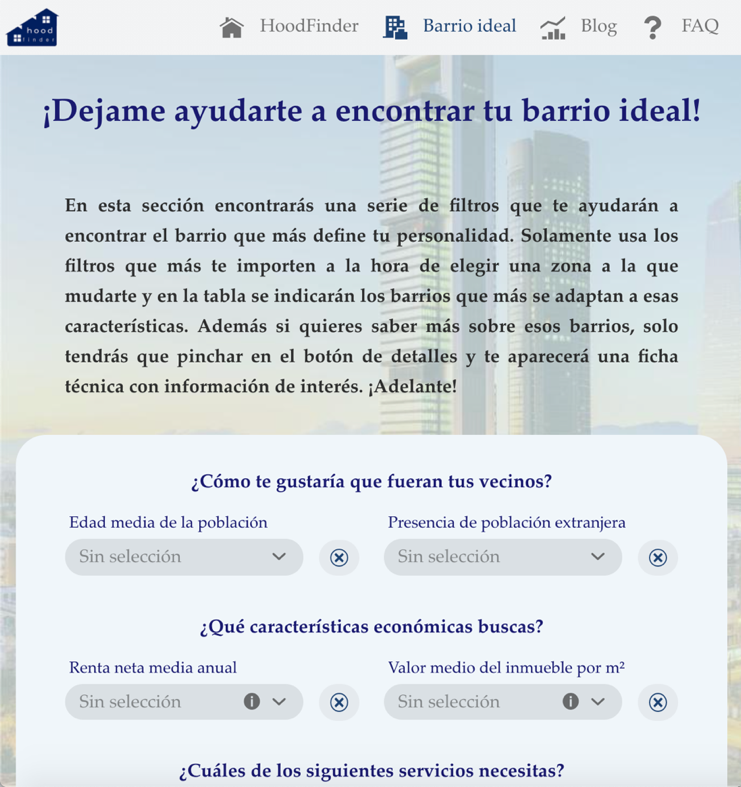 hood
finder
HoodFinder
Barrio ideal
Blog
FAQ
¡Dejame ayudarte a encontrar tu barrio ideal!
En esta sección encontrarás una serie de filtros que te ayudarán a
encontrar el barrio que más define tu personalidad. Solamente usa los
filtros que más te importen a la hora de elegir una zona a la que
mudarte y en la tabla se indicarán los barrios que más se adaptan a esas
características. Además si quieres saber más sobre esos barrios, solo
tendrás que pinchar en el botón de detalles y te aparecerá una ficha
técnica con información de interés. ¡Adelante!
¿Cómo te gustaría que fueran tus vecinos?
Edad media de la población
Presencia de población extranjera
Sin selección
Sin selección
¿Qué características económicas buscas?
Renta neta media anual
Valor medio del inmueble por m²
Sin selección
Sin selección
¿Cuáles de los siguientes servicios necesitas?